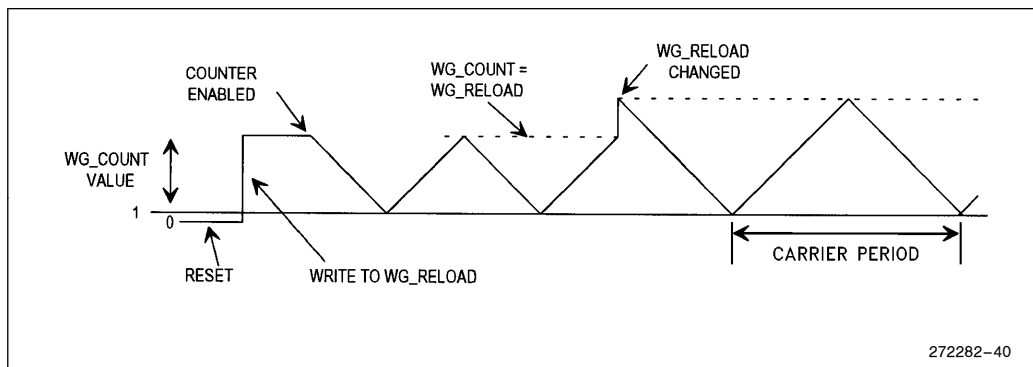 WG_RELOAD
CHANGED
COUNTER
ENABLED
WG_COUNT =
WG_RELOAD
WG_COUNT
VALUE
1
0
RESET
WRITE TO WG_RELOAD
CARRIER PERIOD
272282-40